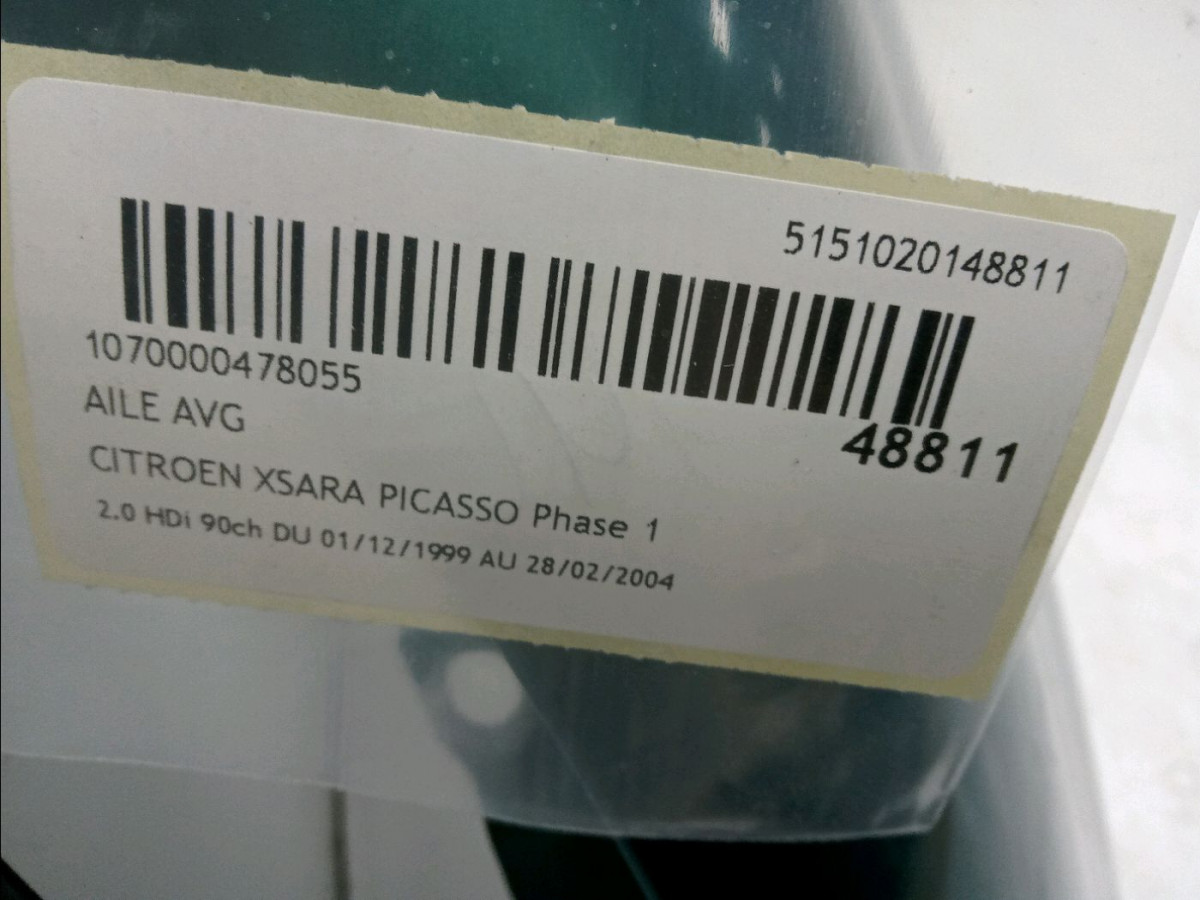 5151020148811
1070000478055
48811
AILE AVG
CITROEN XSARA PICASSO Phase 1
2.0 HDi 90ch DU 01/12/1999 AU 28/02/2004